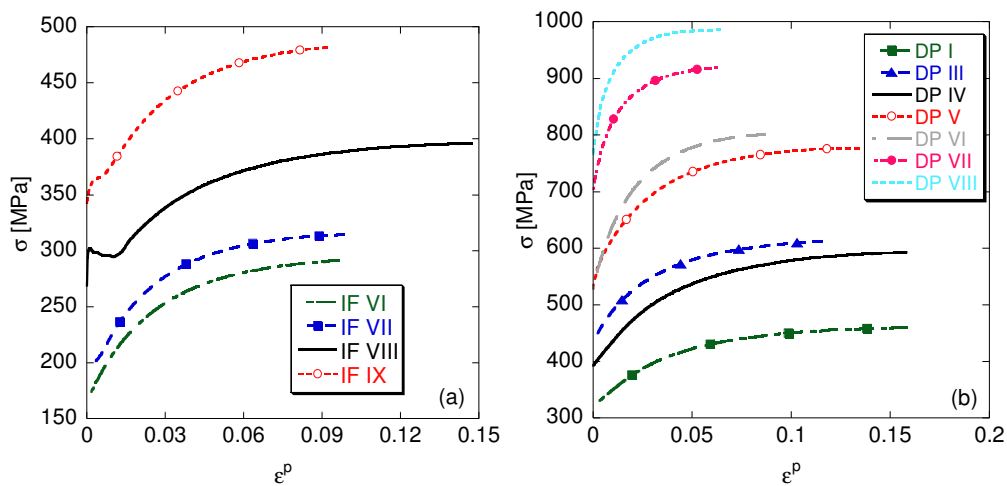 500
450
400
350
300
250
200
150
σ [MPa]
0
0.03
0.06
0.09
0.12
0.15
εp
IF VI
IF VII
IF VIII
IF IX
(a)
1000
900
800
700
600
500
400
300
σ [MPa]
0
0.05
0.1
0.15
0.2
εp
DP I
DP III
DP IV
DP V
DP VI
DP VII
DP VIII
(b)